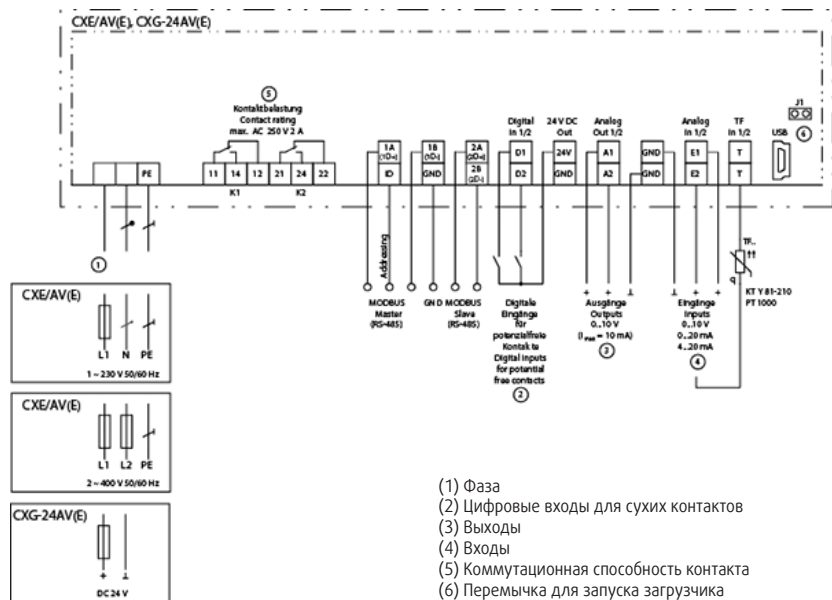 CXE/AV(E), CXG-24AV(E)
5
Kontaktbelastung
Contact rating
max. AC 250 V 2 A
PE
11 14 12 21 24 22
K1 K2
1A
(1D+)
ID
1B
(1D-)
GND
2A
(2D+)
2B
(2D-)
Digital
In 1/2
D1
D2
24 V DC
Out
24V
GND
Analog
Out 1/2
A1
A2
GND
GND
Analog
In 1/2
E1
E2
TF
In 1/2
T
T
USB
J1
6
1
Addressing
MODBUS
Master
(RS-485)
GND MODBUS
Slave
(RS-485)
Digitale
Eingänge
für
potenzialfreie
Kontakte
Digital inputs
for potential
free contacts
2
+ + ⊥
Ausgänge
Outputs
0...10 V
(I max = 10 mA)
3
⊥ + +
Eingänge
Inputs
0...10 V
0...20 mA
4...20 mA
4
TF..
KTY 81-210
PT 1000
CXE/AV(E)
L1 N PE
1 ~ 230 V 50/60 Hz
CXE/AV(E)
L1 L2 PE
2 ~ 400 V 50/60 Hz
CXG-24AV(E)
+ ⊥
DC 24 V
(1) Фаза
(2) Цифровые входы для сухих контактов
(3) Выходы
(4) Входы
(5) Коммутационная способность контакта
(6) Перемычка для запуска загрузчика